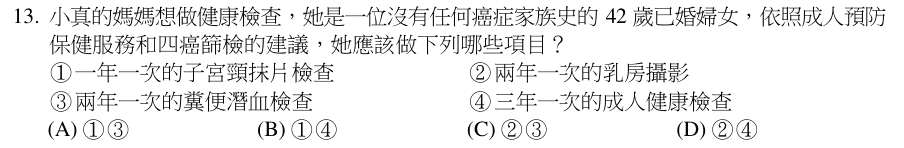 13. 小真的媽媽想做健康檢查，她是一位沒有任何癌症家族史的 42 歲已婚婦女，依照成人預防
保健服務和四癌篩檢的建議，她應該做下列哪些項目？
①一年一次的子宮頸抹片檢查 ②兩年一次的乳房攝影
③兩年一次的糞便潛血檢查 ④三年一次的成人健康檢查
(A) ①③ (B) ①④ (C) ②③ (D) ②④